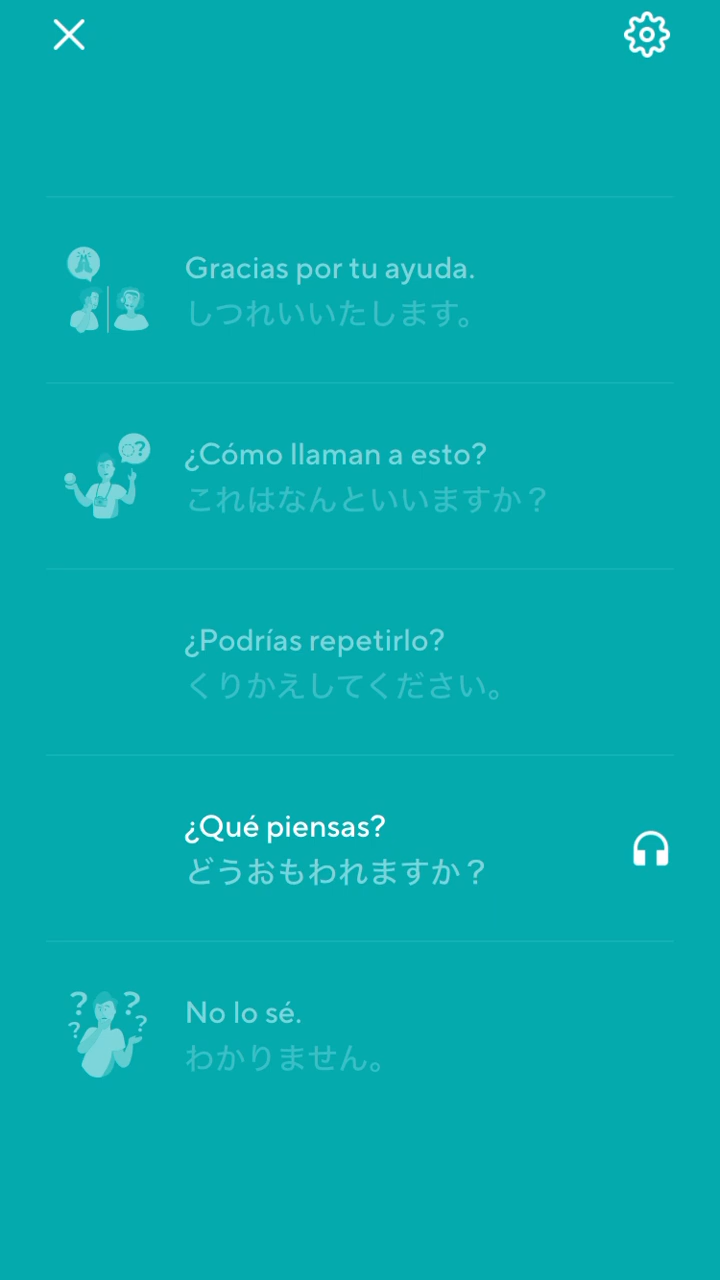 Gracias por tu ayuda.
しつれいいたします。
¿Cómo llaman a esto?
これはなんといいますか？
¿Podrías repetirlo?
くりかえしてください。
¿Qué piensas?
どうおもわれますか？
No lo sé.
わかりません。